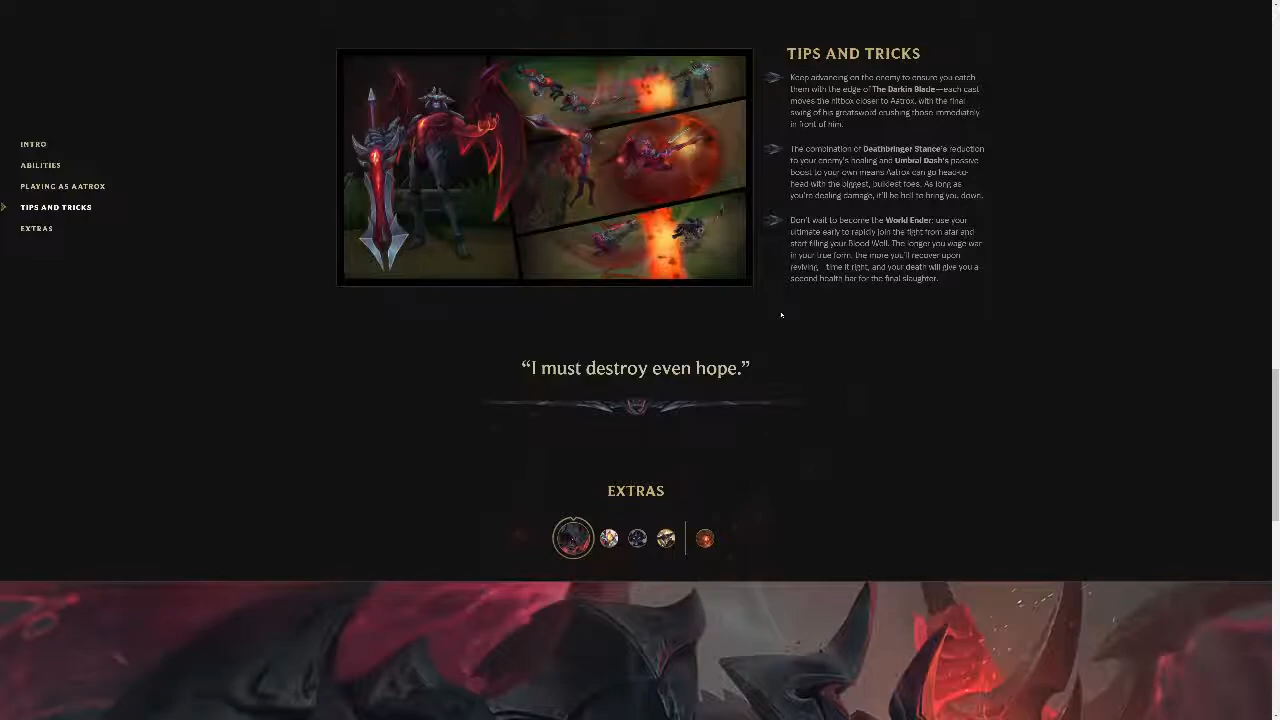 INTRO
ABILITIES
PLAYING AS AATROX
TIPS AND TRICKS
EXTRAS
TIPS AND TRICKS
Keep advancing on the enemy to ensure you catch
them with the edge of The Darkin Blade—each cast
moves the hitbox closer to Aatrox, with the final
swing of his greatsword crushing those immediately
in front of him.
The combination of Deathbringer Stance's reduction
to your enemy's healing and Umbral Dash's passive
boost to your own means Aatrox can go head-to-
head with the biggest, bulkiest foes. As long as
you're dealing damage, it'll be hell to bring you down.
Don't wait to become the World Ender: use your
ultimate early to rapidly join the fight from afar and
start filling your Blood Well. The longer you wage war
in your true form, the more you'll recover upon
reviving—time it right, and your death will give you a
second health bar for the final slaughter.
“I must destroy even hope.”
EXTRAS